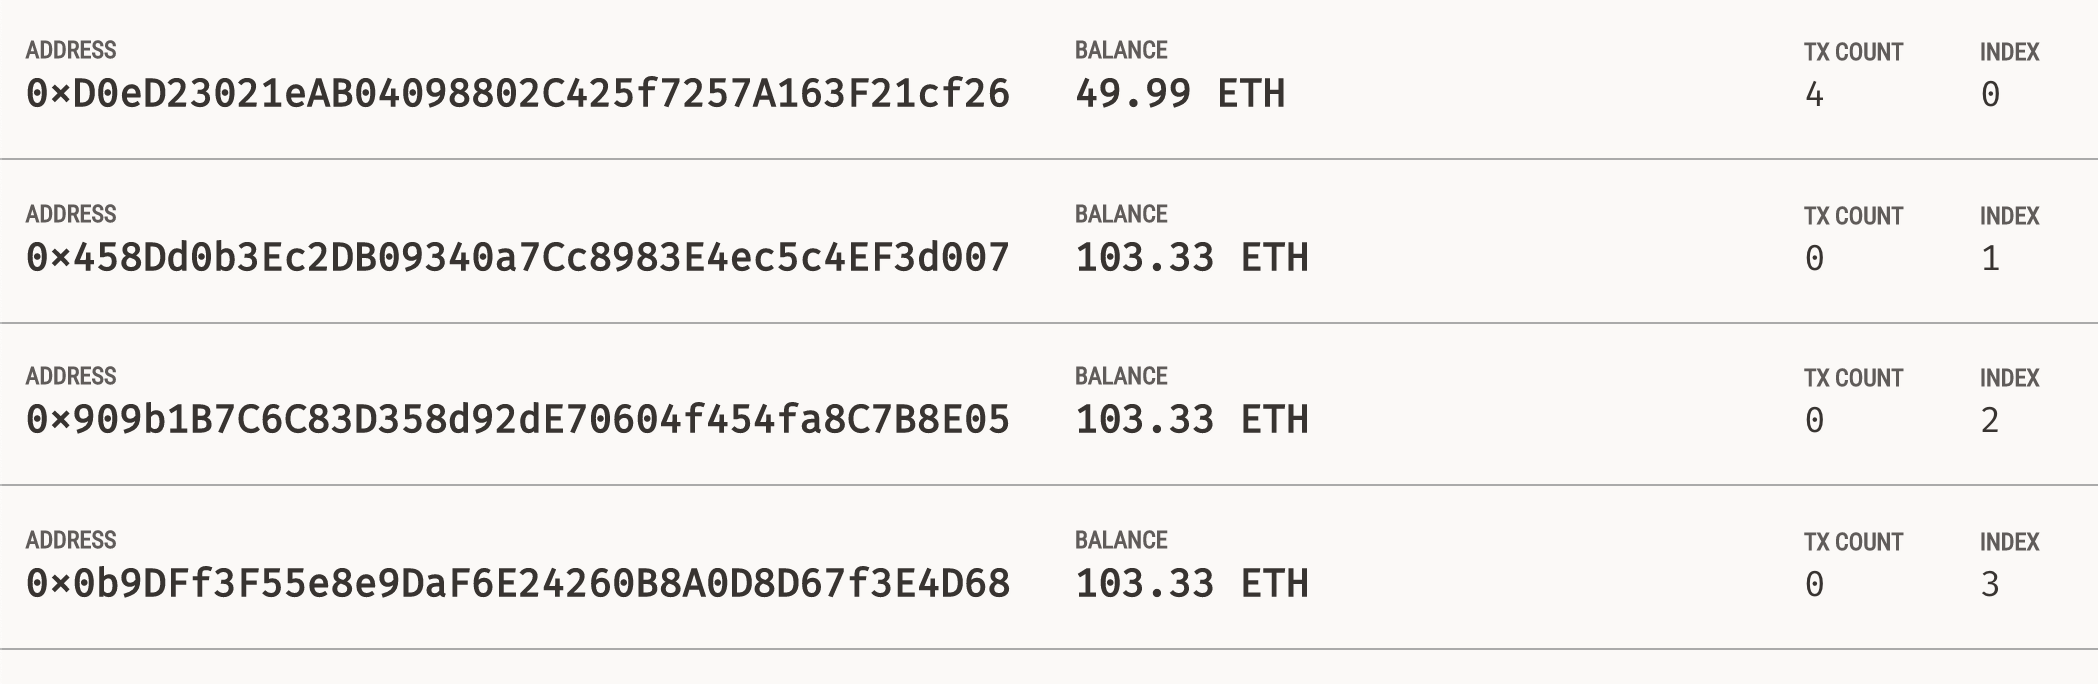 ADDRESS BALANCE TX COUNT INDEX
0×D0eD23021eAB04098802C425f7257A163F21cf26 49.99 ETH 4 0
ADDRESS BALANCE TX COUNT INDEX
0×458Dd0b3Ec2DB09340a7Cc8983E4ec5c4EF3d007 103.33 ETH 0 1
ADDRESS BALANCE TX COUNT INDEX
0×909b1B7C6C83D358d92dE70604f454fa8C7B8E05 103.33 ETH 0 2
ADDRESS BALANCE TX COUNT INDEX
0×0b9DFf3F55e8e9DaF6E24260B8A0D8D67f3E4D68 103.33 ETH 0 3